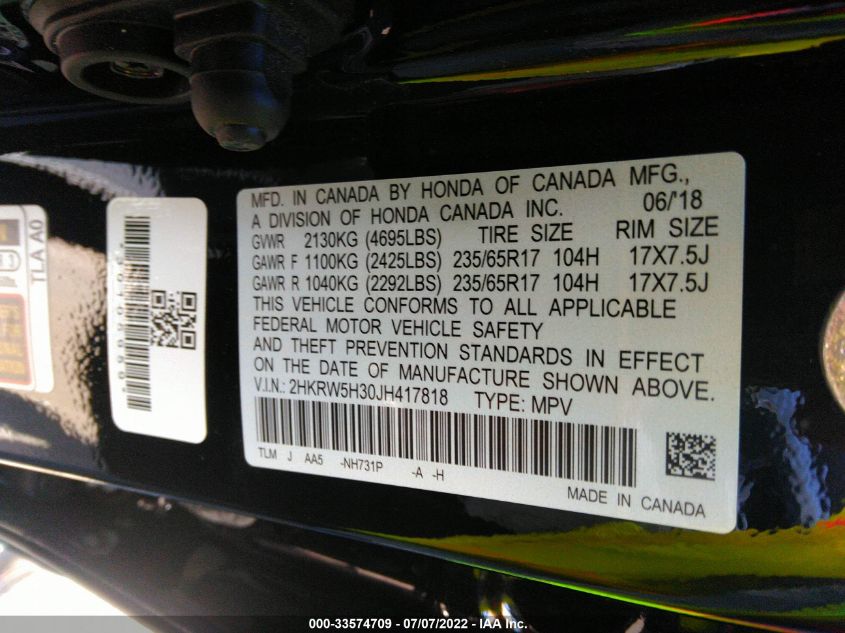 TLA A0
MFD. IN CANADA BY HONDA OF CANADA MFG.,
A DIVISION OF HONDA CANADA INC. 06/'18
GVWR 2130KG (4695LBS) TIRE SIZE RIM SIZE
GAWR F 1100KG (2425LBS) 235/65R17 104H 17X7.5J
GAWR R 1040KG (2292LBS) 235/65R17 104H 17X7.5J
THIS VEHICLE CONFORMS TO ALL APPLICABLE
FEDERAL MOTOR VEHICLE SAFETY
AND THEFT PREVENTION STANDARDS IN EFFECT
ON THE DATE OF MANUFACTURE SHOWN ABOVE.
V.I.N.: 2HKRW5H30JH417818 TYPE: MPV
TLM J AA5 -NH731P -A -H
MADE IN CANADA
000-33574709 - 07/07/2022 - IAA Inc.